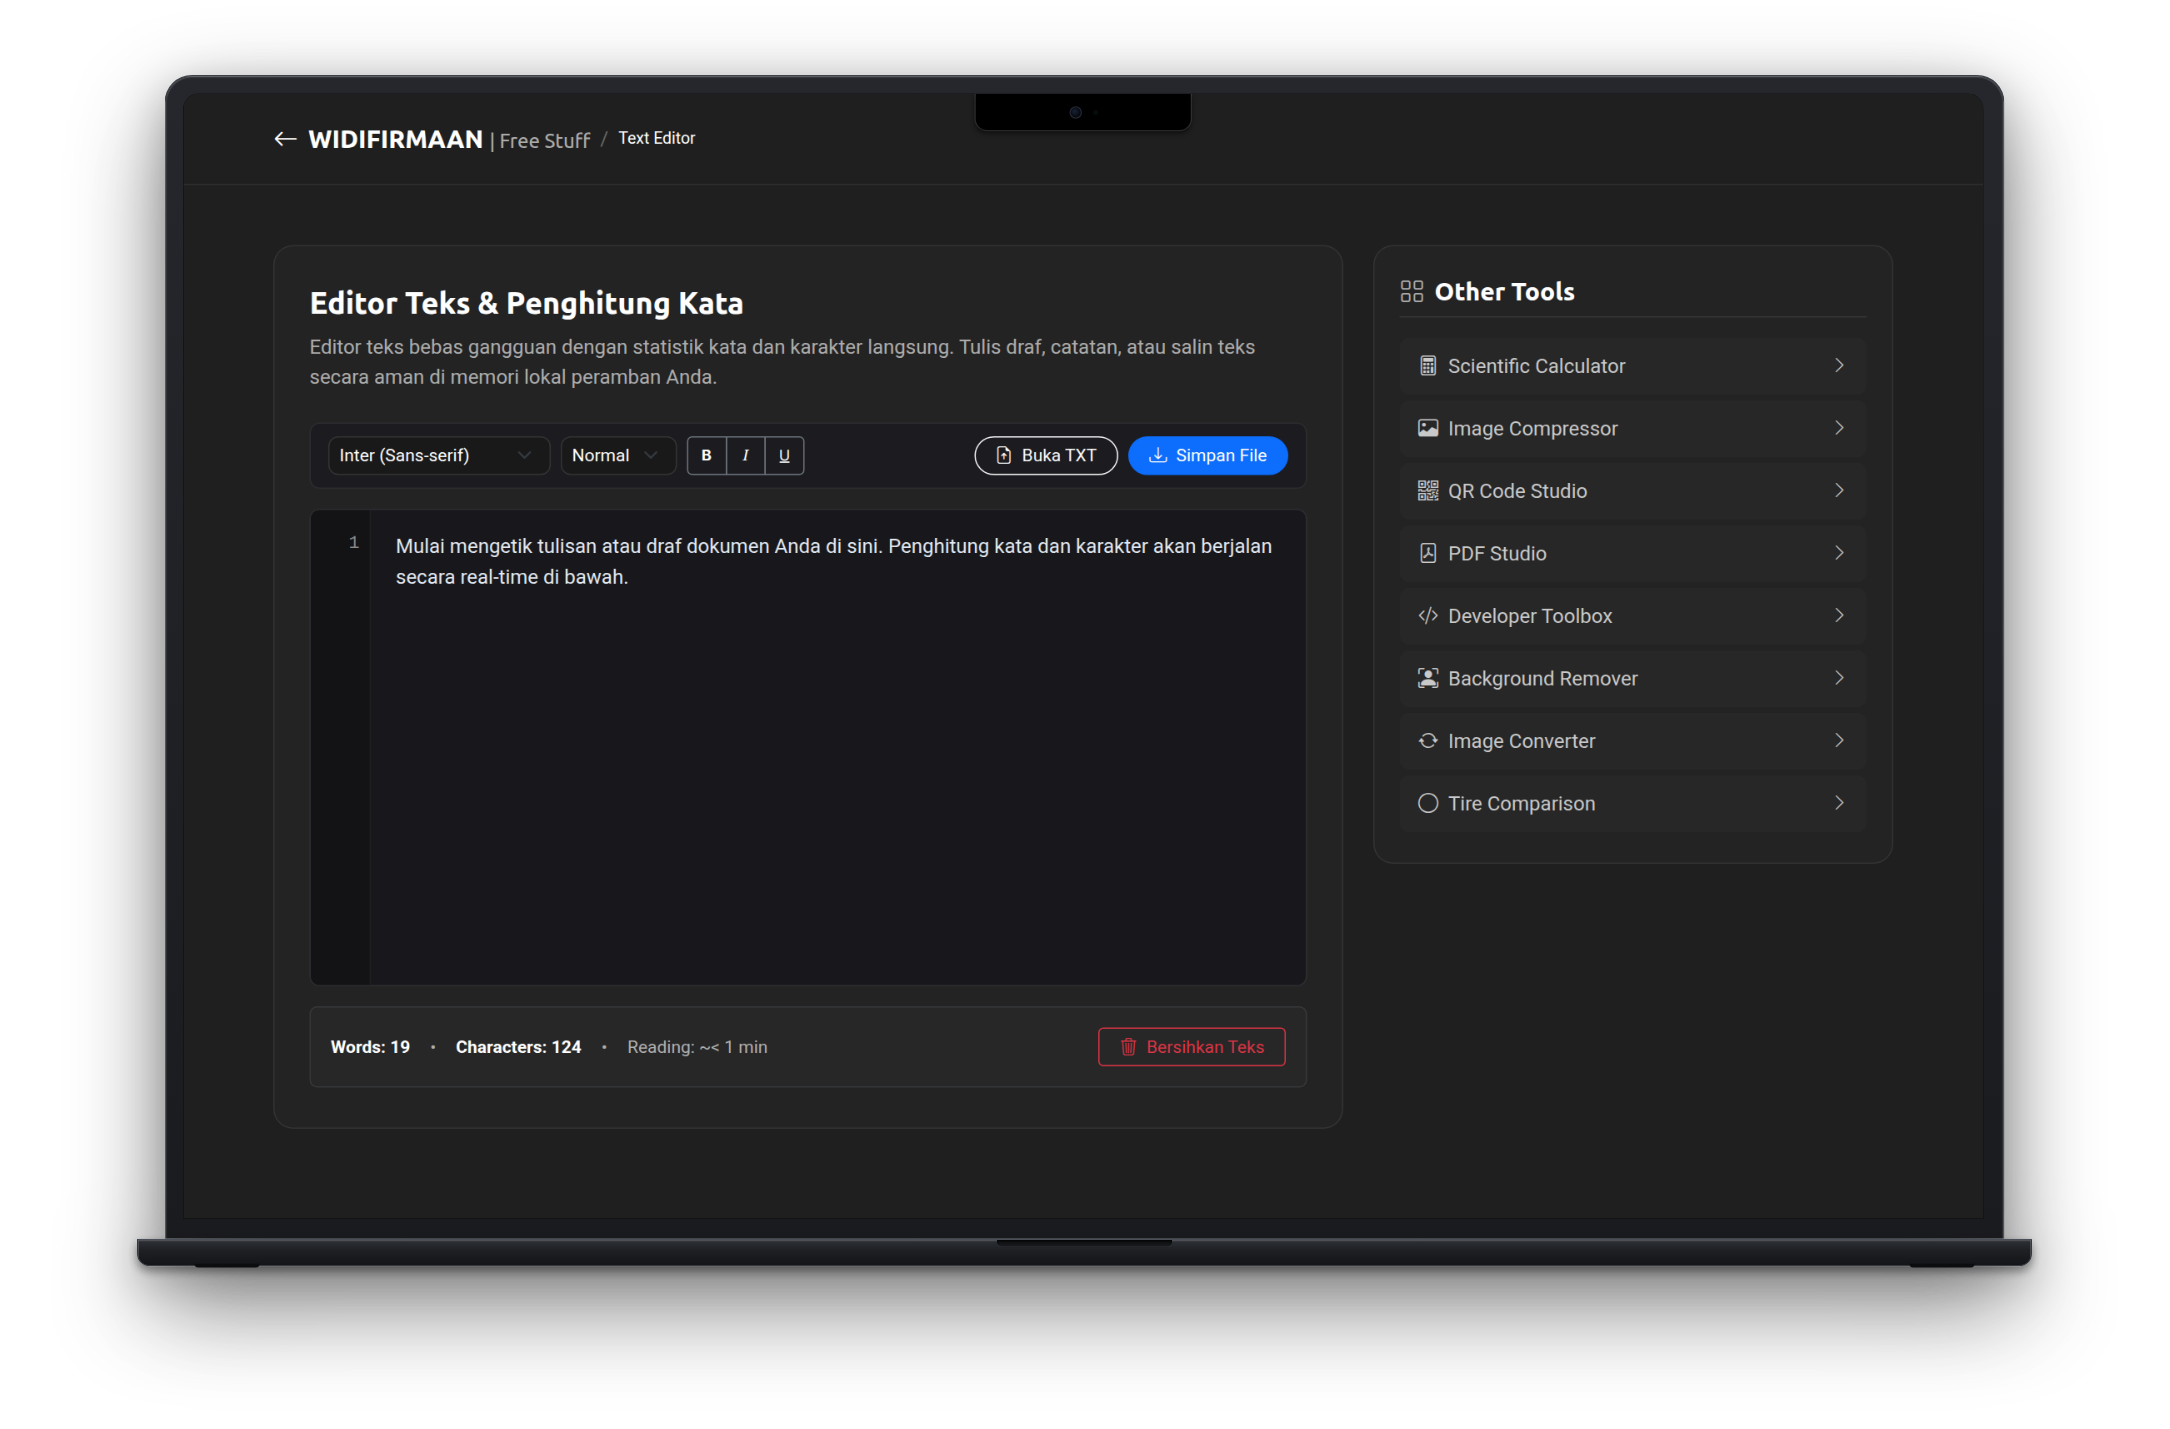 WIDIFIRMAAN | Free Stuff / Text Editor
Editor Teks & Penghitung Kata
Editor teks bebas gangguan dengan statistik kata dan karakter langsung. Tulis draf, catatan, atau salin teks
secara aman di memori lokal peramban Anda.
Inter (Sans-serif) Normal B I U Buka TXT Simpan File
1 Mulai mengetik tulisan atau draf dokumen Anda di sini. Penghitung kata dan karakter akan berjalan
secara real-time di bawah.
Words: 19 • Characters: 124 • Reading: ~< 1 min Bersihkan Teks
Other Tools
Scientific Calculator
Image Compressor
QR Code Studio
PDF Studio
Developer Toolbox
Background Remover
Image Converter
Tire Comparison